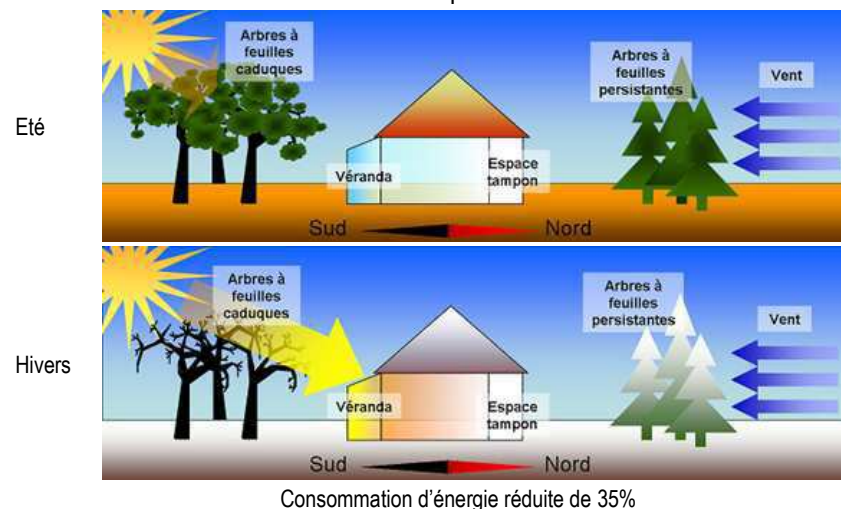 Eté
Arbres à
feuilles
caduques
Arbres à
feuilles
persistantes
Vent
Véranda
Espace
tampon
Sud
Nord
Hivers
Arbres à
feuilles
caduques
Arbres à
feuilles
persistantes
Vent
Véranda
Espace
tampon
Sud
Nord
Consommation d'énergie réduite de 35%